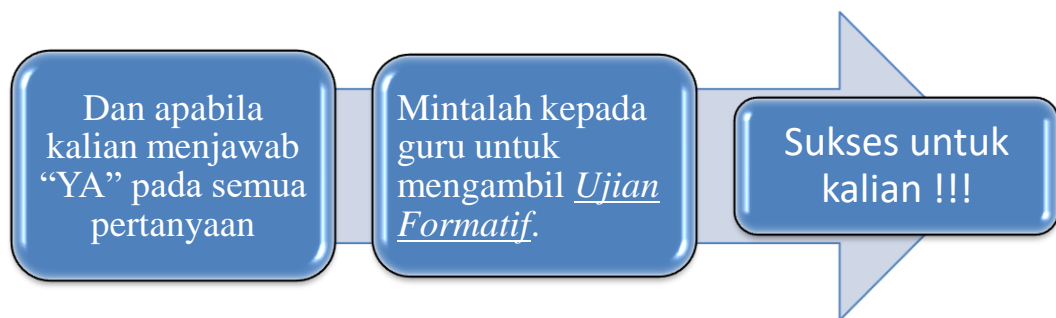 Dan apabila
kalian menjawab
“YA” pada semua
pertanyaan
Mintalah kepada
guru untuk
mengambil Ujian
Formatif.
Sukses untuk
kalian !!!